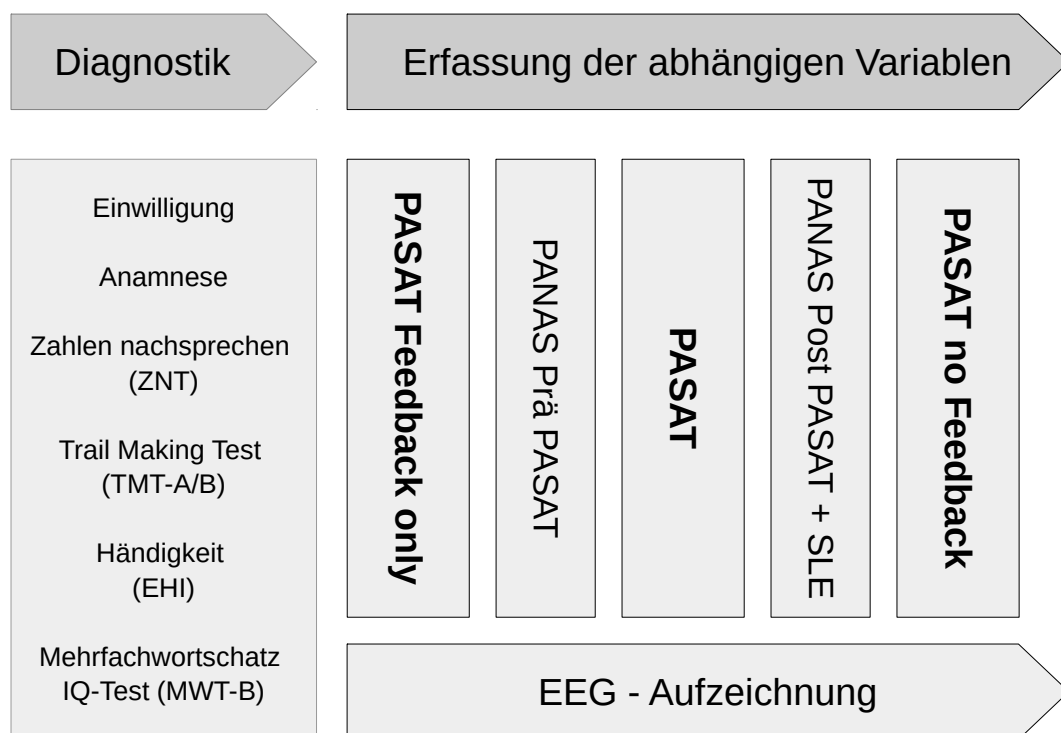 Diagnostik
Erfassung der abhängigen Variablen
Einwilligung
Anamnese
Zahlen nachsprechen
(ZNT)
Trail Making Test
(TMT-A/B)
Händigkeit
(EHI)
Mehrfachwortschatz
IQ-Test (MWT-B)
PASAT Feedback only
PANAS Prä PASAT
PASAT
PANAS Post PASAT + SLE
PASAT no Feedback
EEG - Aufzeichnung